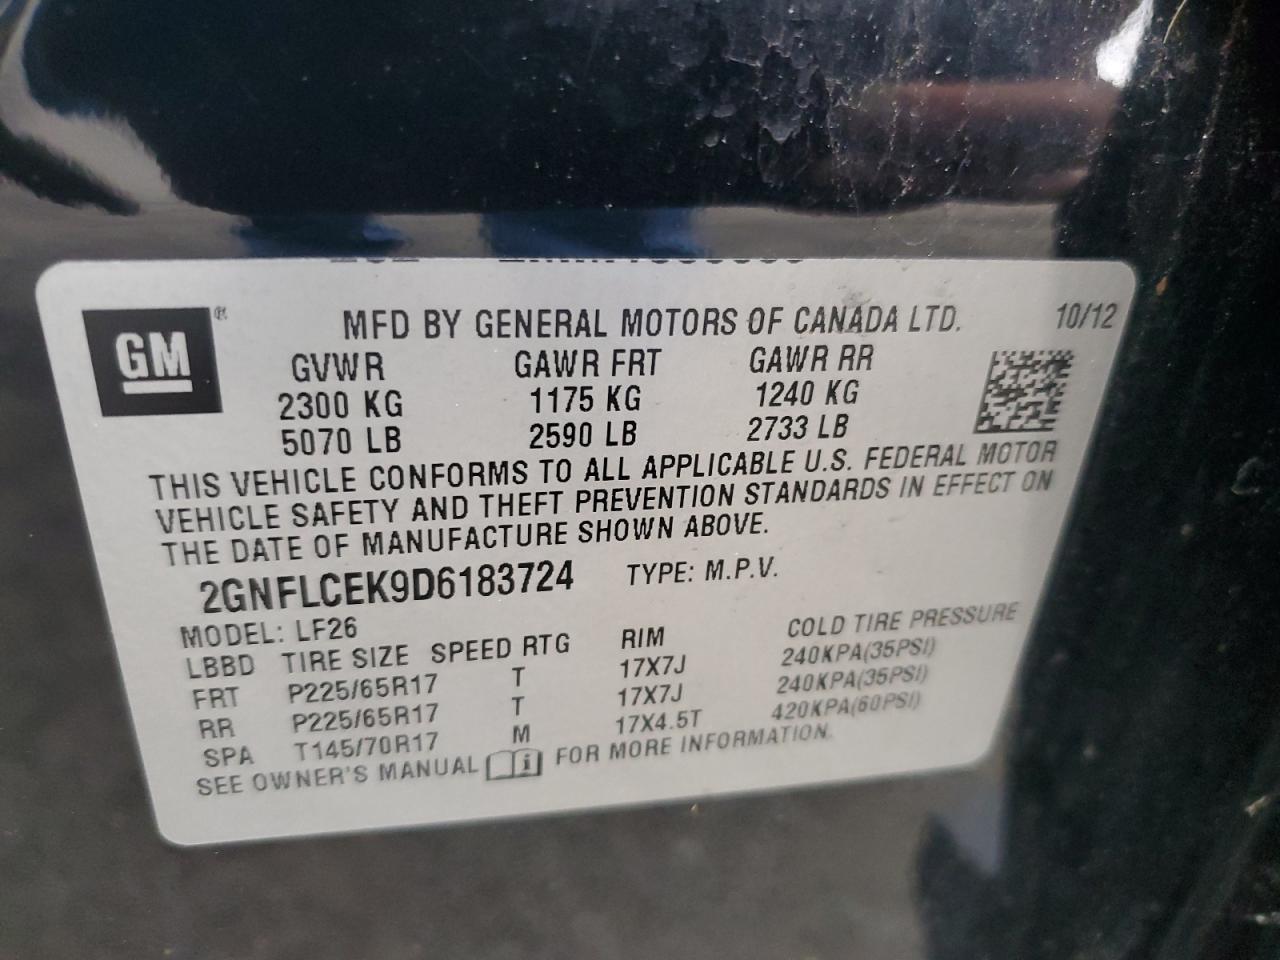 GM ®
MFD BY GENERAL MOTORS OF CANADA LTD. 10/12
GVWR GAWR FRT GAWR RR
2300 KG 1175 KG 1240 KG
5070 LB 2590 LB 2733 LB
THIS VEHICLE CONFORMS TO ALL APPLICABLE U.S. FEDERAL MOTOR
VEHICLE SAFETY AND THEFT PREVENTION STANDARDS IN EFFECT ON
THE DATE OF MANUFACTURE SHOWN ABOVE.
2GNFLCEK9D6183724 TYPE: M.P.V.
MODEL: LF26
LBBD TIRE SIZE SPEED RTG RIM COLD TIRE PRESSURE
FRT P225/65R17 T 17X7J 240KPA(35PSI)
RR P225/65R17 T 17X7J 240KPA(35PSI)
SPA T145/70R17 M 17X4.5T 420KPA(60PSI)
SEE OWNER'S MANUAL i FOR MORE INFORMATION.